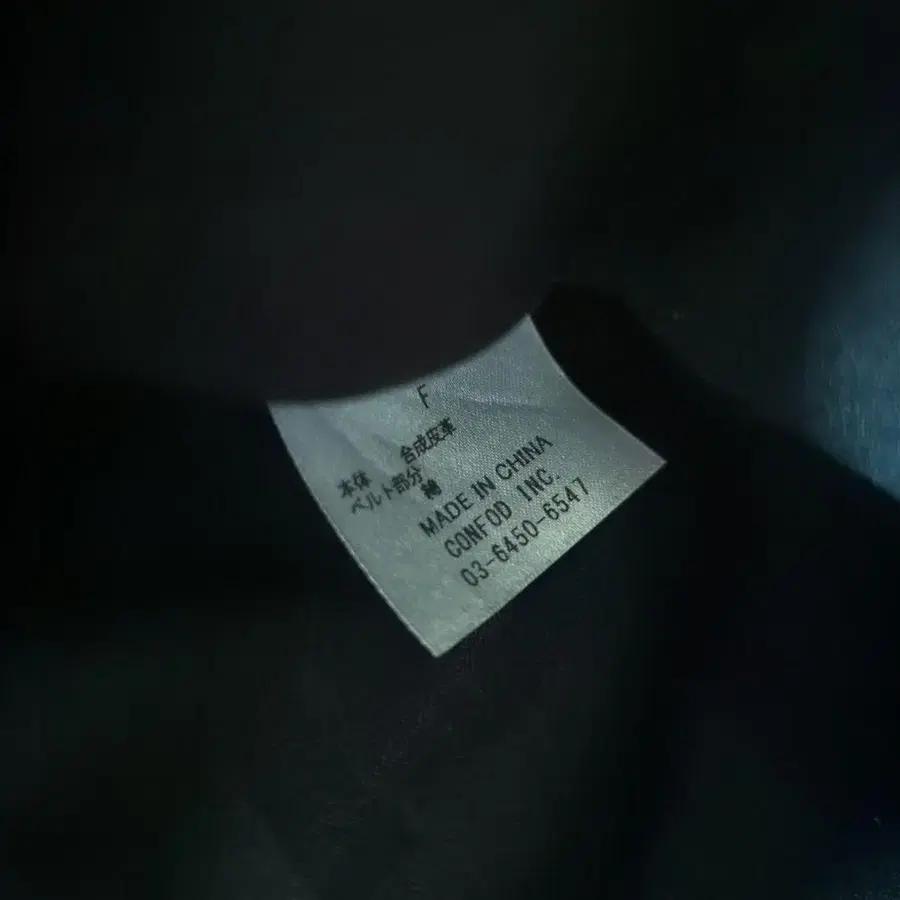 F
本体 合成皮革
ベルト部分 綿
MADE IN CHINA
CONFOD INC.
03-6450-6547